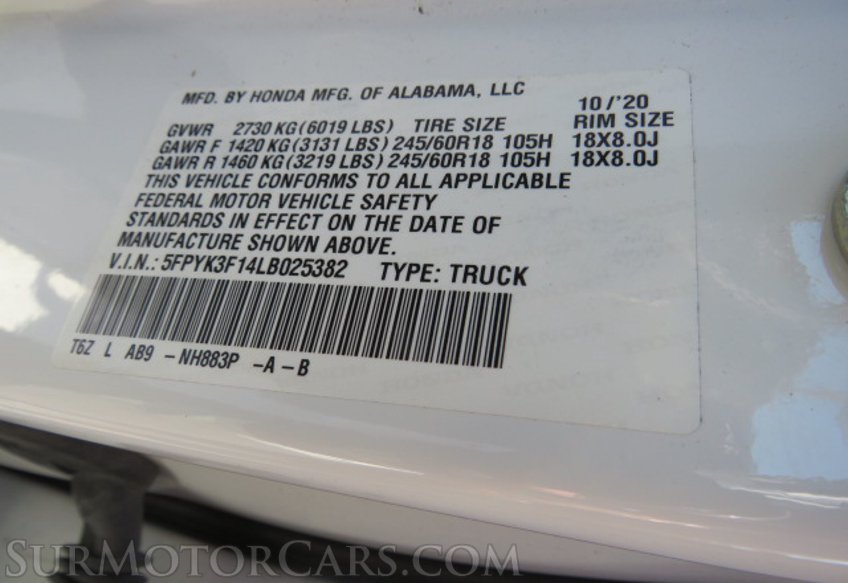 MFD. BY HONDA MFG. OF ALABAMA, LLC 10/'20
GVWR 2730 KG(6019 LBS) TIRE SIZE RIM SIZE
GAWR F 1420 KG(3131 LBS) 245/60R18 105H 18X8.0J
GAWR R 1460 KG(3219 LBS) 245/60R18 105H 18X8.0J
THIS VEHICLE CONFORMS TO ALL APPLICABLE
FEDERAL MOTOR VEHICLE SAFETY
STANDARDS IN EFFECT ON THE DATE OF
MANUFACTURE SHOWN ABOVE.
V.I.N.: 5FPYK3F14LB025382 TYPE: TRUCK
T6Z L AB9 -NH883P -A-B
SURMOTORCARS.COM